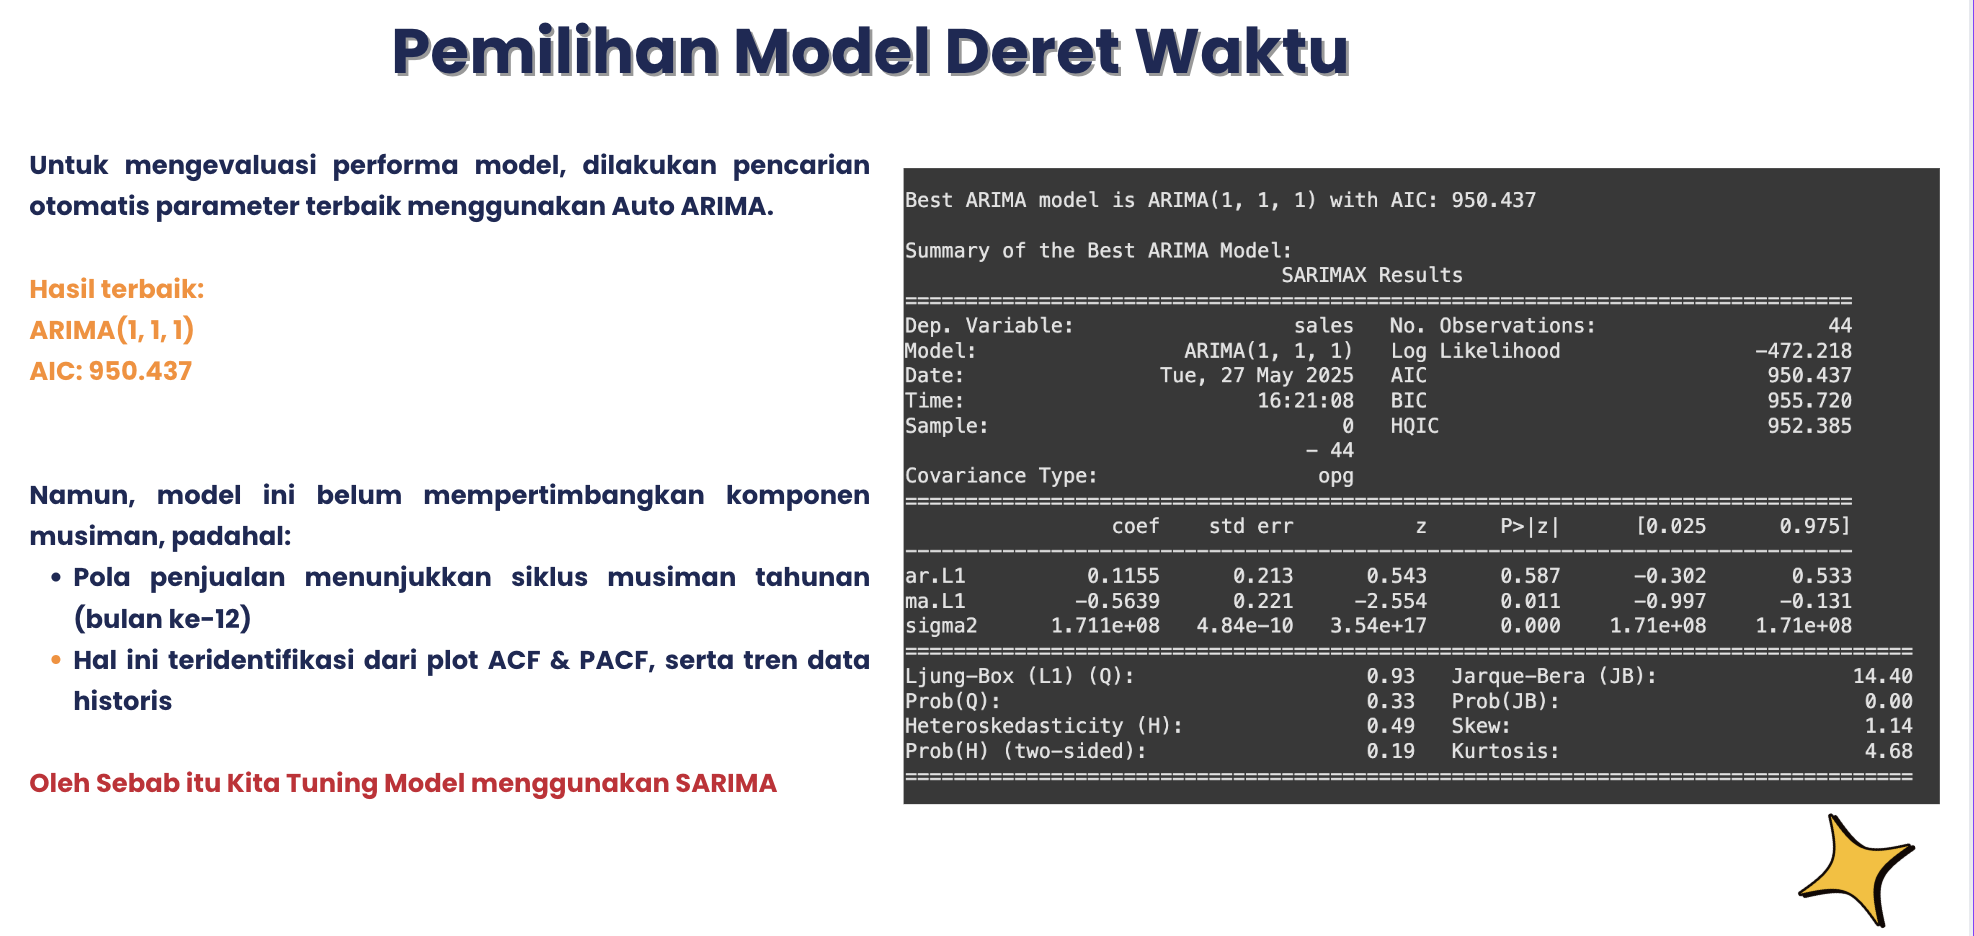 Pemilihan Model Deret Waktu
Untuk mengevaluasi performa model, dilakukan pencarian
otomatis parameter terbaik menggunakan Auto ARIMA.
Hasil terbaik:
ARIMA(1, 1, 1)
AIC: 950.437
Namun, model ini belum mempertimbangkan komponen
musiman, padahal:
• Pola penjualan menunjukkan siklus musiman tahunan
(bulan ke-12)
• Hal ini teridentifikasi dari plot ACF & PACF, serta tren data
historis
Oleh Sebab itu Kita Tuning Model menggunakan SARIMA
Best ARIMA model is ARIMA(1, 1, 1) with AIC: 950.437
Summary of the Best ARIMA Model:
SARIMAX Results
==============================================================================
Dep. Variable: sales No. Observations: 44
Model: ARIMA(1, 1, 1) Log Likelihood -472.218
Date: Tue, 27 May 2025 AIC 950.437
Time: 16:21:08 BIC 955.720
Sample: 0 HQIC 952.385
- 44
Covariance Type: opg
==============================================================================
coef std err z P>|z| [0.025 0.975]
------------------------------------------------------------------------------
ar.L1 0.1155 0.213 0.543 0.587 -0.302 0.533
ma.L1 -0.5639 0.221 -2.554 0.011 -0.997 -0.131
sigma2 1.711e+08 4.84e-10 3.54e+17 0.000 1.71e+08 1.71e+08
===================================================================================
Ljung-Box (L1) (Q): 0.93 Jarque-Bera (JB): 14.40
Prob(Q): 0.33 Prob(JB): 0.00
Heteroskedasticity (H): 0.49 Skew: 1.14
Prob(H) (two-sided): 0.19 Kurtosis: 4.68
===================================================================================